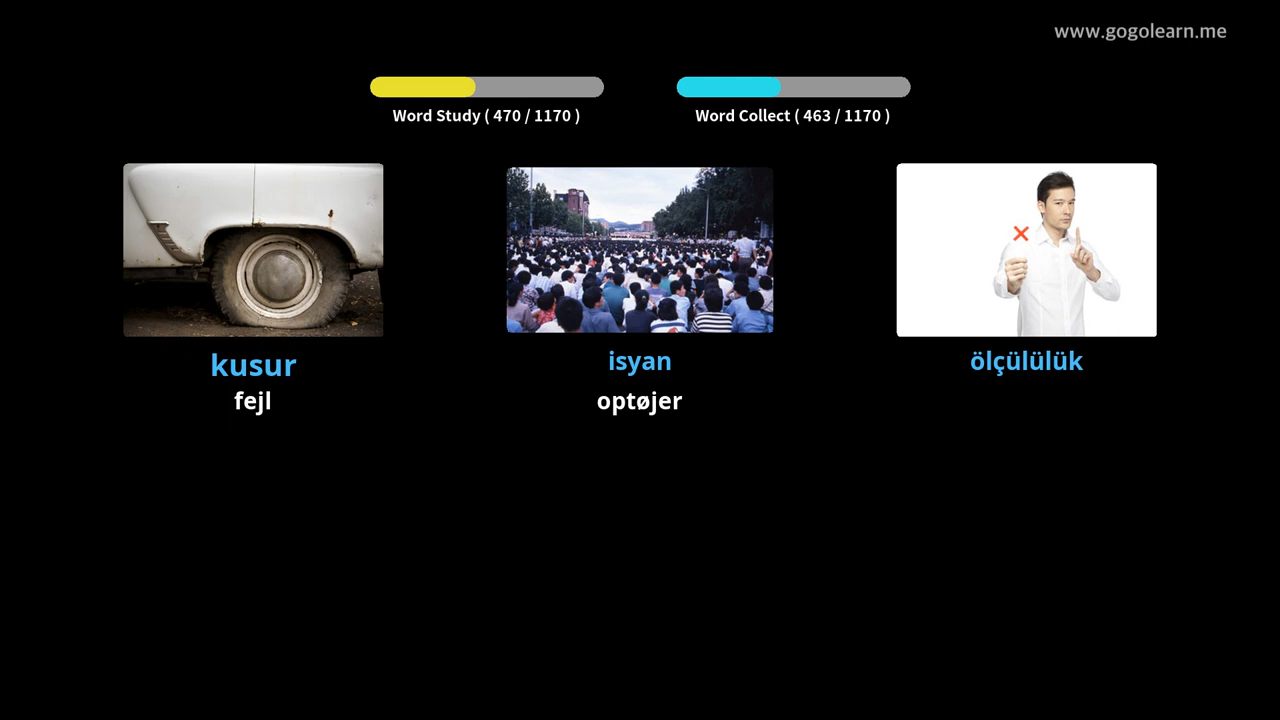 www.gogolearn.me
Word Study ( 470 / 1170 )
Word Collect ( 463 / 1170 )
kusur
isyan
ölçülülük
fejl
optøjer